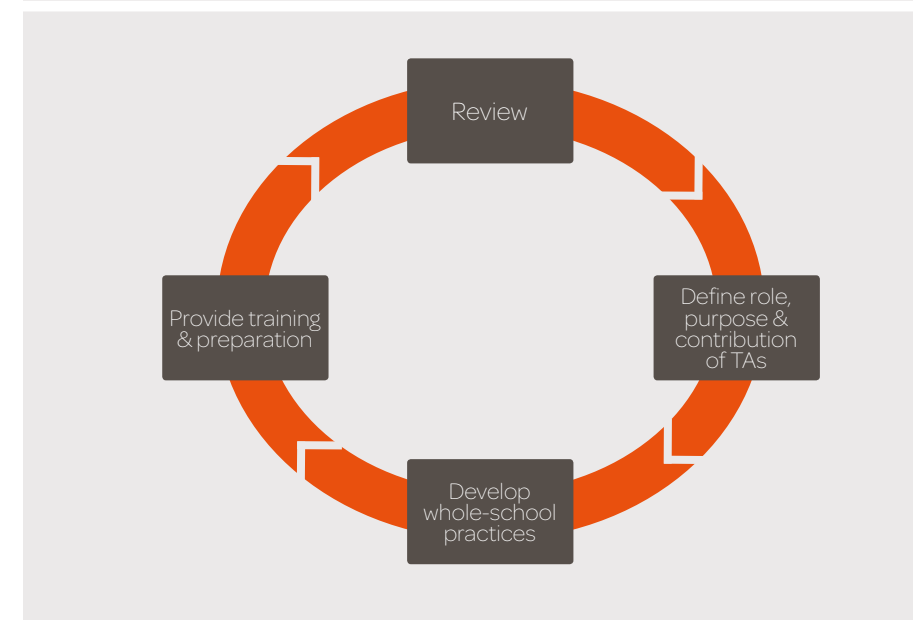 Review
Define role,
purpose &
contribution
of TAs
Develop
whole-school
practices
Provide training
& preparation